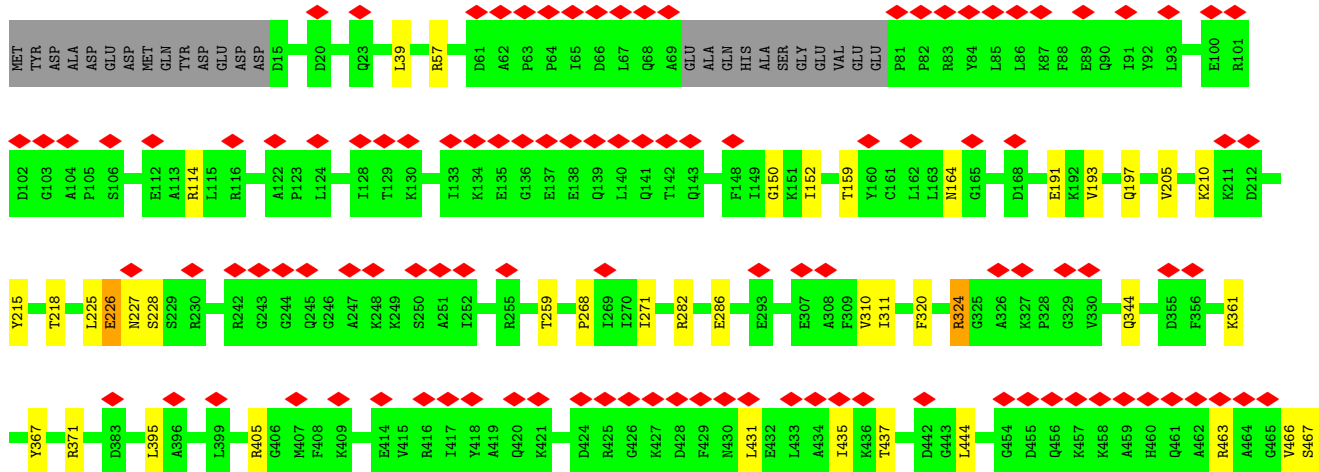 MET TYR ASP ALA ASP GLU ASP MET GLN TYR ASP GLU ASP ASP D15 D20 Q23 L39 R57 D61 A62 P63 P64 I65 D66 L67 Q68 A69 GLU ALA GLN HIS ALA SER GLY GLU VAL GLU GLU P81 P82 R83 Y84 L85 L86 K87 F88 E89 Q90 I91 Y92 L93 E100 R101
D102 G103 A104 P105 S106 E112 A113 R114 L115 R116 A122 P123 L124 I128 T129 K130 I133 K134 E135 G136 E137 E138 Q139 L140 Q141 T142 Q143 F148 I149 G150 K151 I152 T159 Y160 C161 L162 L163 N164 G165 D168 E191 K192 V193 Q197 V205 K210 K211 D212
Y215 T218 L225 E226 N227 S228 S229 R230 R242 G243 G244 Q245 G246 A247 K248 K249 S250 A251 I252 R255 T259 P268 I269 I270 I271 R282 E286 E293 E307 A308 F309 V310 I311 F320 R324 G325 A326 K327 P328 G329 V330 Q344 D355 F356 K361
Y367 R371 D383 L395 A396 L399 R405 G406 M407 F408 K409 E414 V415 R416 I417 Y418 A419 Q420 K421 D424 R425 G426 K427 D428 F429 N430 L431 E432 L433 A434 I435 K436 T437 D442 G443 L444 G454 D455 Q456 K457 K458 A459 H460 Q461 A462 R463 A464 G465 V466 S467